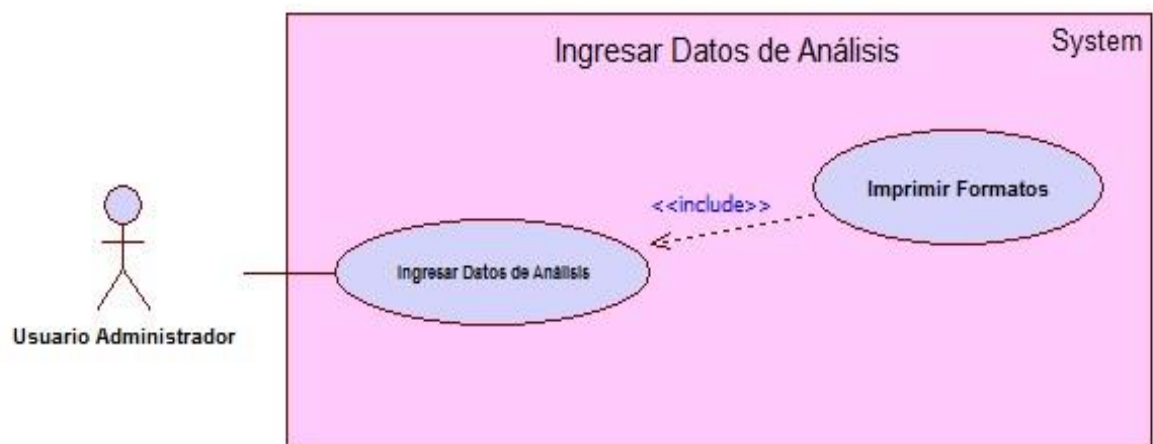 System
Ingresar Datos de Análisis
Imprimir Formatos
<<include>>
Ingresar Datos de Análisis
Usuario Administrador